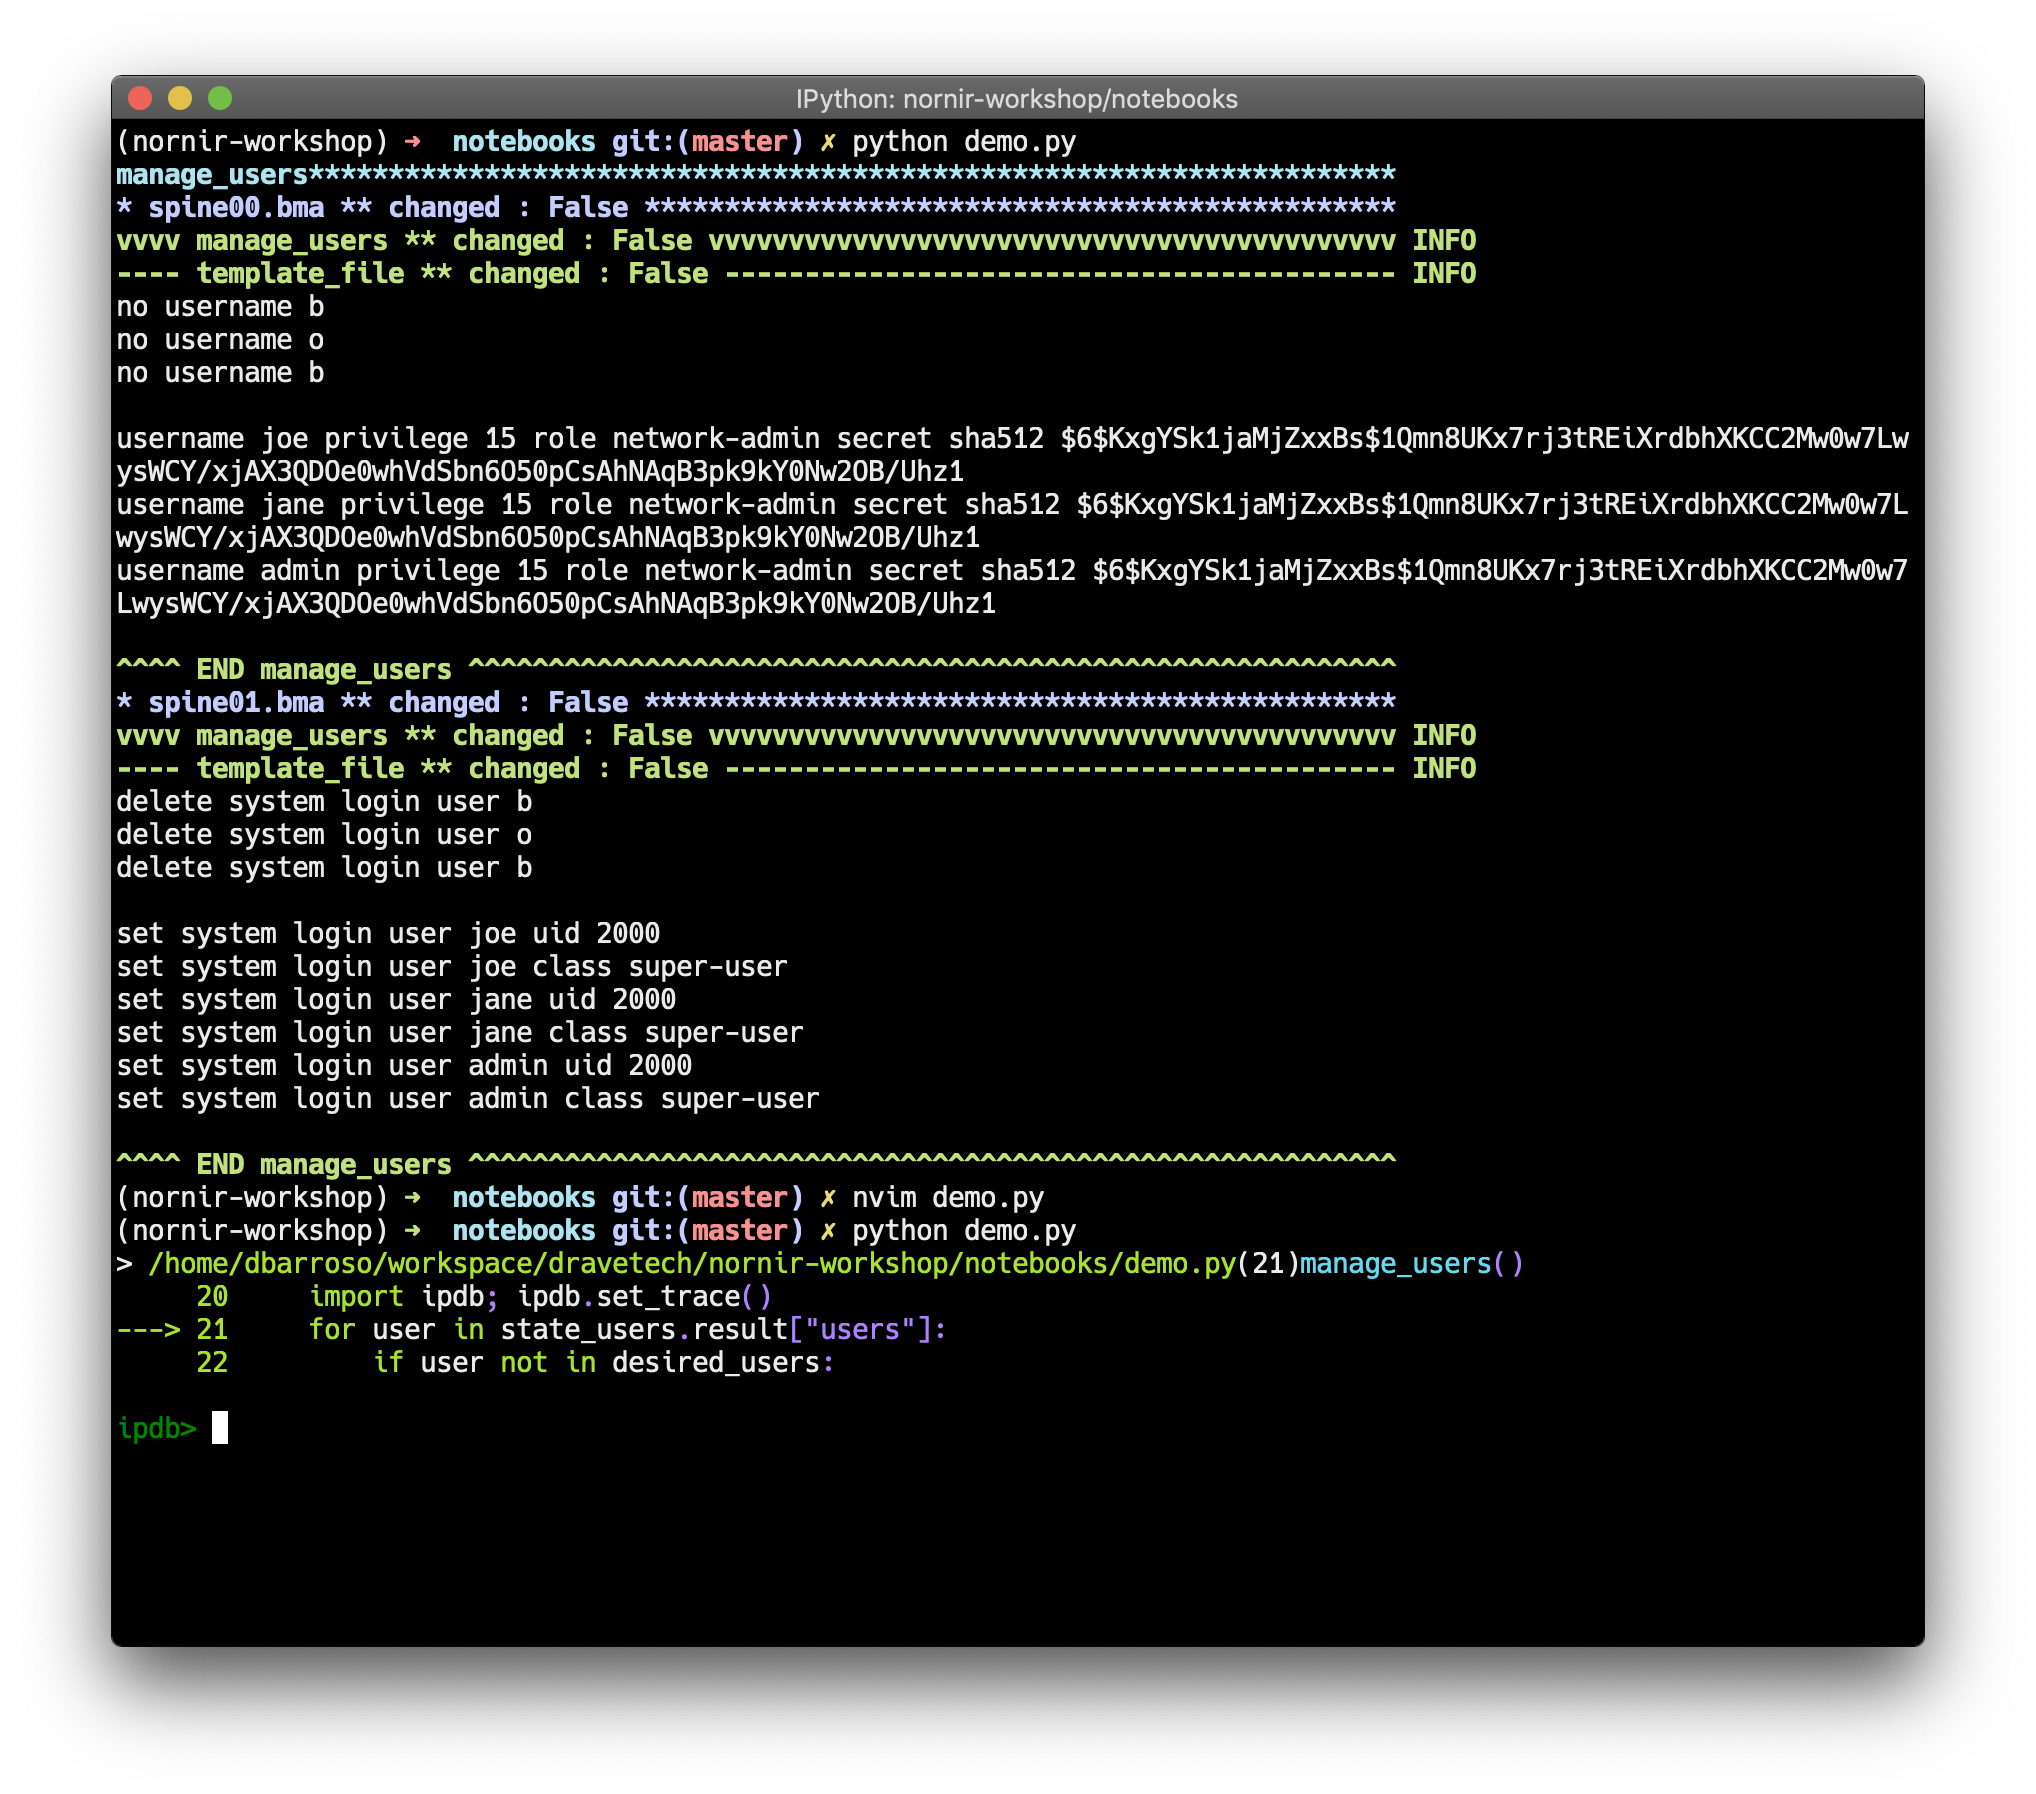 IPython: nornir-workshop/notebooks
(nornir-workshop) ➜  notebooks git:(master) ✗ python demo.py
manage_users********************************************************************
* spine00.bma ** changed : False ***********************************************
vvvv manage_users ** changed : False vvvvvvvvvvvvvvvvvvvvvvvvvvvvvvvvvvvvvvvvvvv INFO
---- template_file ** changed : False ------------------------------------------ INFO
no username b
no username o
no username b
username joe privilege 15 role network-admin secret sha512 $6$KxgYSk1jaMjZxxBs$1Qmn8UKx7rj3tREiXrdbhXKCC2Mw0w7Lw
ysWCY/xjAX3QDOe0whVdSbn6O50pCsAhNAqB3pk9kY0Nw2OB/Uhz1
username jane privilege 15 role network-admin secret sha512 $6$KxgYSk1jaMjZxxBs$1Qmn8UKx7rj3tREiXrdbhXKCC2Mw0w7L
wysWCY/xjAX3QDOe0whVdSbn6O50pCsAhNAqB3pk9kY0Nw2OB/Uhz1
username admin privilege 15 role network-admin secret sha512 $6$KxgYSk1jaMjZxxBs$1Qmn8UKx7rj3tREiXrdbhXKCC2Mw0w7
LwysWCY/xjAX3QDOe0whVdSbn6O50pCsAhNAqB3pk9kY0Nw2OB/Uhz1
^^^^ END manage_users ^^^^^^^^^^^^^^^^^^^^^^^^^^^^^^^^^^^^^^^^^^^^^^^^^^^^^^^^^^
* spine01.bma ** changed : False ***********************************************
vvvv manage_users ** changed : False vvvvvvvvvvvvvvvvvvvvvvvvvvvvvvvvvvvvvvvvvvv INFO
---- template_file ** changed : False ------------------------------------------ INFO
delete system login user b
delete system login user o
delete system login user b
set system login user joe uid 2000
set system login user joe class super-user
set system login user jane uid 2000
set system login user jane class super-user
set system login user admin uid 2000
set system login user admin class super-user
^^^^ END manage_users ^^^^^^^^^^^^^^^^^^^^^^^^^^^^^^^^^^^^^^^^^^^^^^^^^^^^^^^^^^
(nornir-workshop) ➜  notebooks git:(master) ✗ nvim demo.py
(nornir-workshop) ➜  notebooks git:(master) ✗ python demo.py
> /home/dbarroso/workspace/dravetech/nornir-workshop/notebooks/demo.py(21)manage_users()
     20     import ipdb; ipdb.set_trace()
---> 21     for user in state_users.result["users"]:
     22         if user not in desired_users:
ipdb>